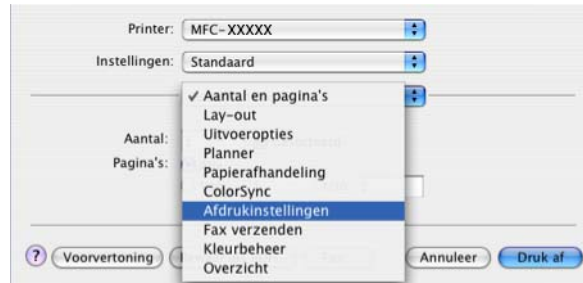 Printer: MFC-XXXXX
Instellingen: Standaard
✓ Aantal en pagina's
Lay-out
Uitvoeropties
Aantal:
Planner
Pagina's:
Papierafhandeling
ColorSync
Afdrukinstellingen
Fax verzenden
Kleurbeheer
Overzicht
? Voorvertoning Annuleer Druk af